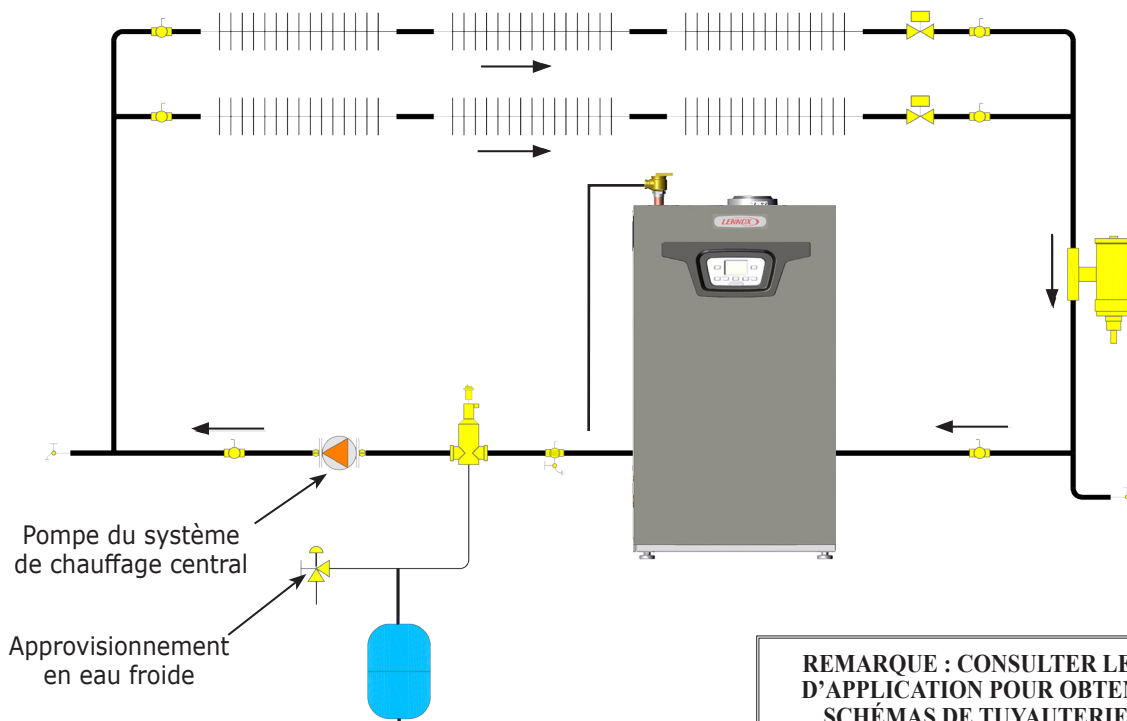 LENNOX
Pompe du système
de chauffage central
Approvisionnement
en eau froide
REMARQUE : CONSULTER LE
D’APPLICATION POUR OBTEN
SCHÉMAS DE TUYAUTERIE